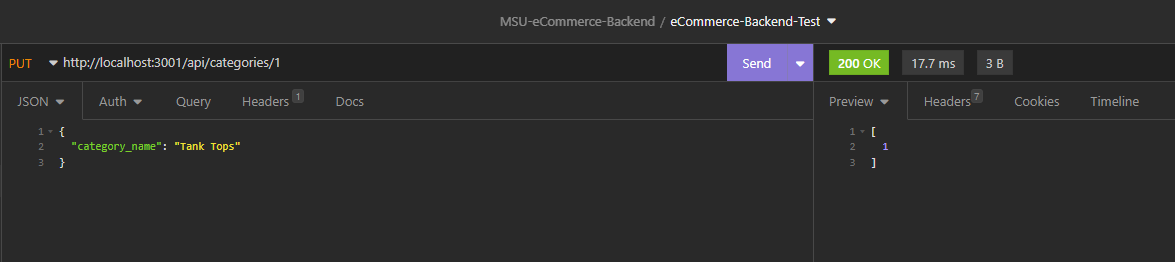 MSU-eCommerce-Backend / eCommerce-Backend-Test
PUT http://localhost:3001/api/categories/1 Send 200 OK 17.7 ms 3 B
JSON Auth Query Headers 1 Docs Preview Headers 7 Cookies Timeline
1 {
2 "category_name": "Tank Tops"
3 }
1 [
2 1
3 ]